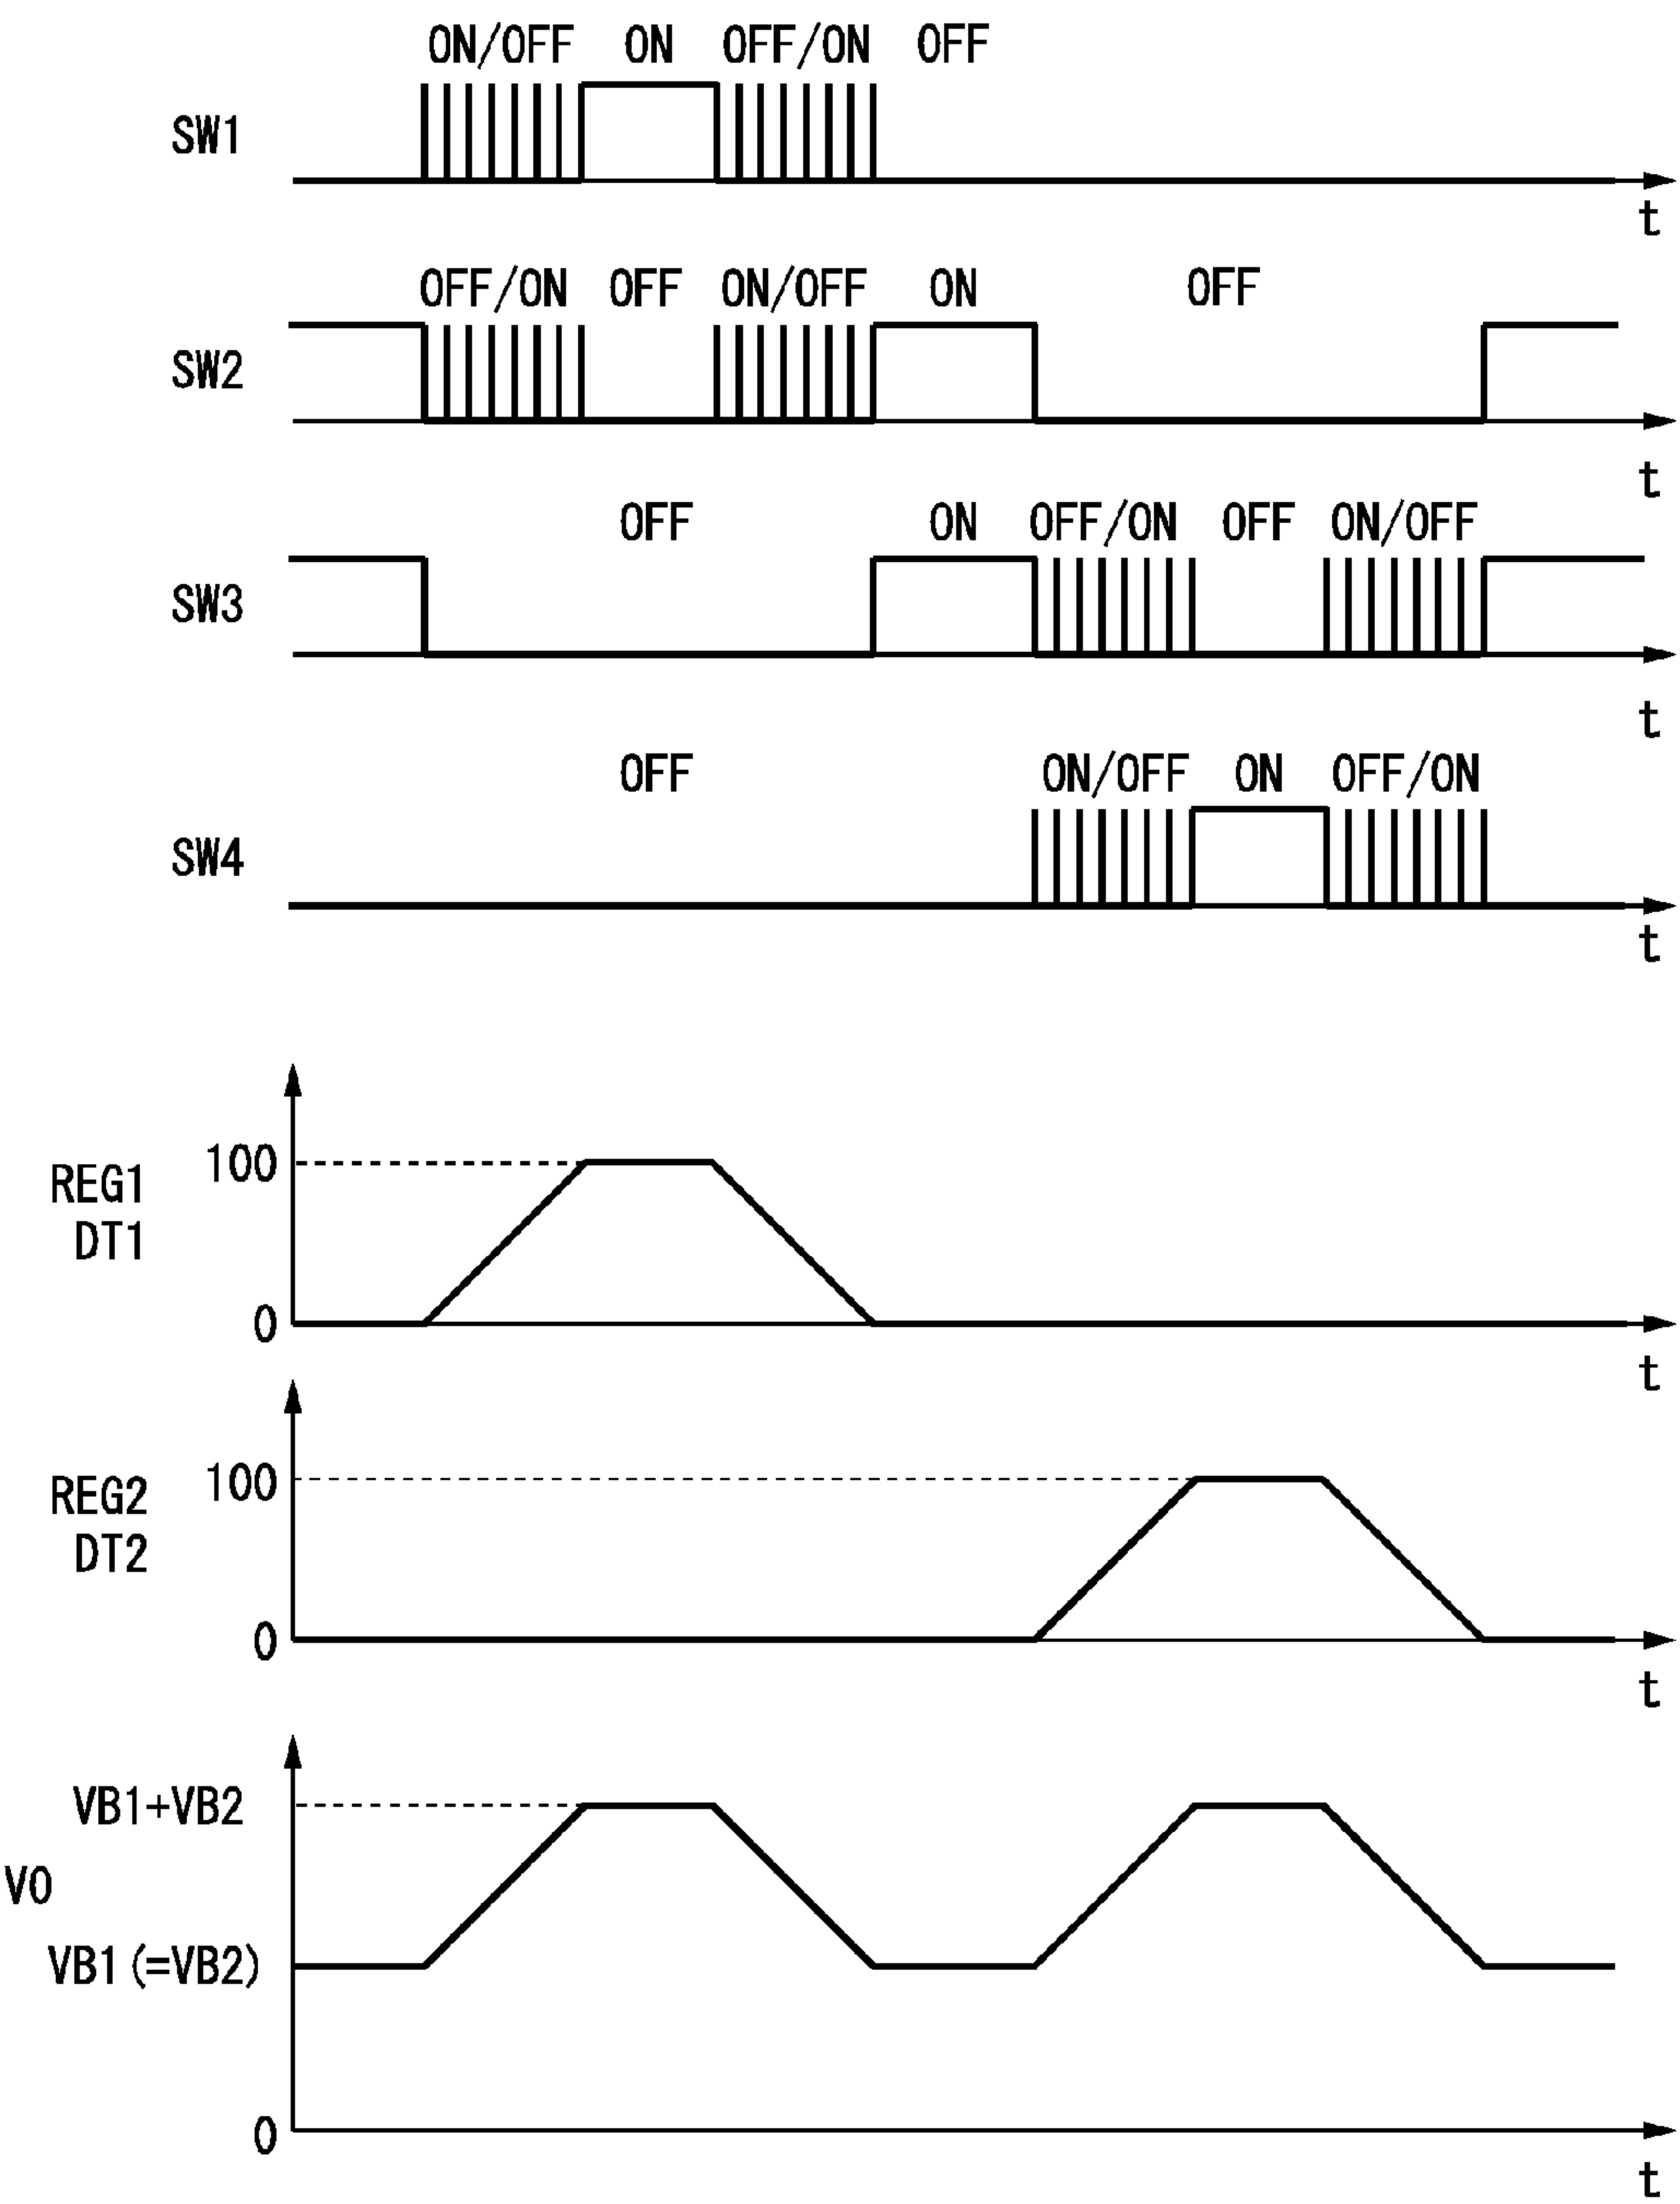 ON/OFF ON OFF/ON OFF
SW1
t
OFF/ON OFF ON/OFF ON OFF
SW2
t
OFF ON OFF/ON OFF ON/OFF
SW3
t
OFF ON/OFF ON OFF/ON
SW4
t
100
REG1
DT1
0
t
100
REG2
DT2
0
t
VB1+VB2
V0
VB1(=VB2)
0
t